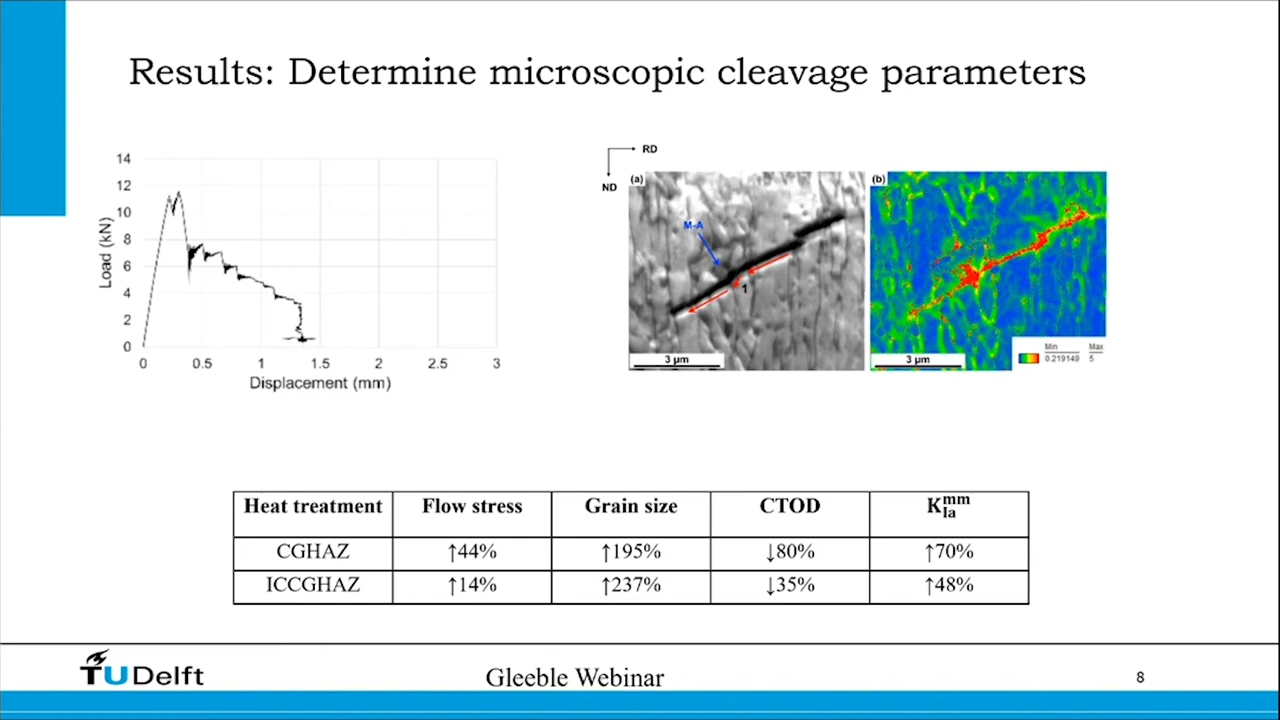 Results: Determine microscopic cleavage parameters
14
12
10
8
6
4
2
0
Load (kN)
0 0.5 1 1.5 2 2.5 3
Displacement (mm)
RD
ND
(a)
M-A
1
3 µm
(b)
3 µm
Min Max
0.219149 5
Heat treatment Flow stress Grain size CTOD K_Ia^mm
CGHAZ ↑44% ↑195% ↓80% ↑70%
ICCGHAZ ↑14% ↑237% ↓35% ↑48%
TU Delft
Gleeble Webinar
8